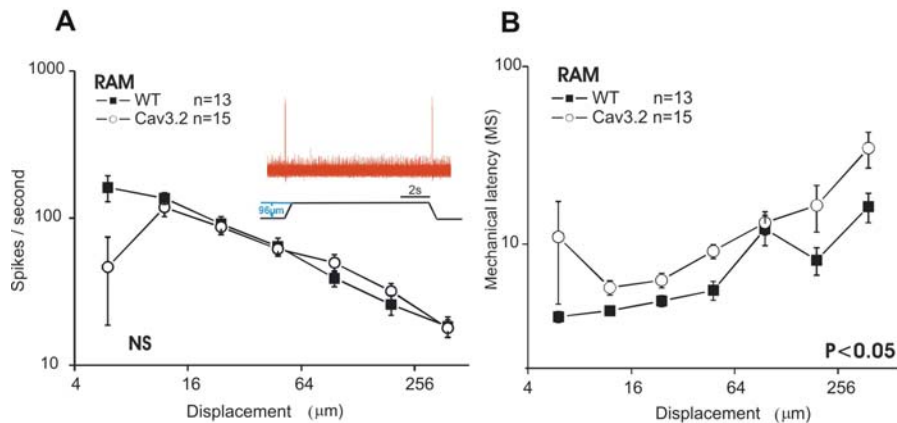 A
1000
RAM
WT n=13
Cav3.2 n=15
2s
96μm
100
Spikes / second
NS
10
4 16 64 256
Displacement (μm)
B
100
RAM
WT n=13
Cav3.2 n=15
Mechanical latency (MS)
10
P<0.05
4 16 64 256
Displacement (μm)